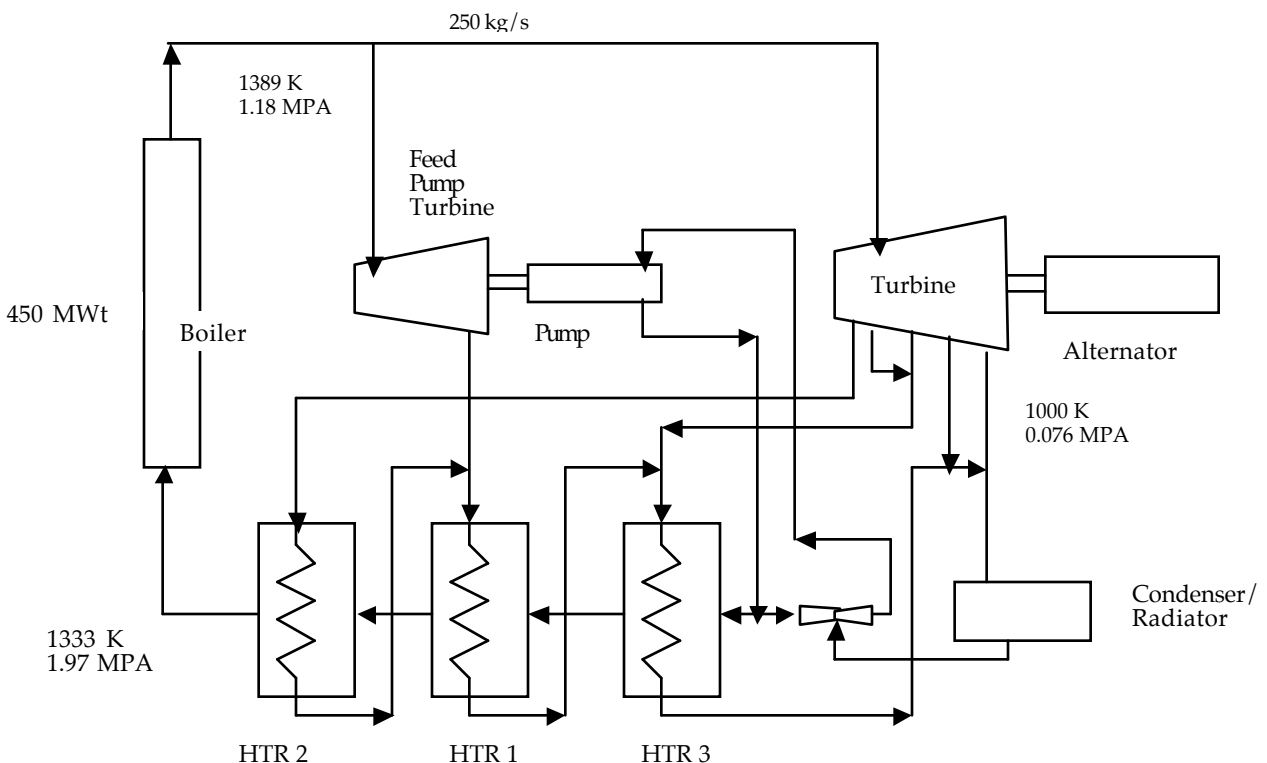 250 kg/s
1389 K
1.18 MPA
Feed
Pump
Turbine
Turbine
450 MWt
Boiler
Pump
Alternator
1000 K
0.076 MPA
Condenser/
Radiator
1333 K
1.97 MPA
HTR 2
HTR 1
HTR 3